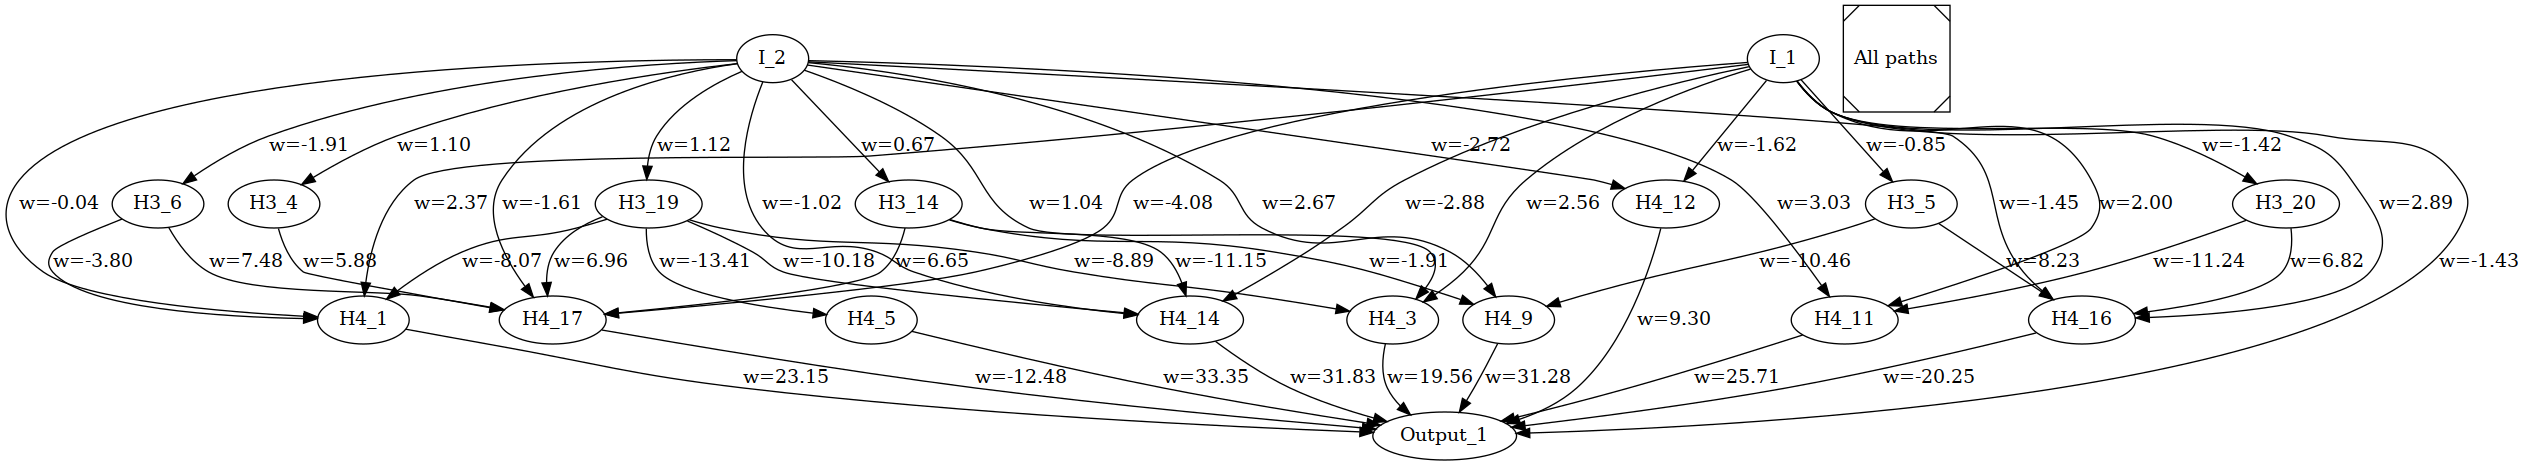 I_2
I_1
All paths
w=-1.91
w=1.10
w=1.12
w=0.67
w=-2.72
w=-1.62
w=-0.85
w=-1.42
w=-0.04
H3_6
H3_4
w=2.37
w=-1.61
H3_19
w=-1.02
H3_14
w=1.04
w=-4.08
w=2.67
w=-2.88
w=2.56
H4_12
w=3.03
H3_5
w=-1.45
w=2.00
H3_20
w=2.89
w=-3.80
w=7.48
w=5.88
w=-8.07
w=6.96
w=-13.41
w=-10.18
w=6.65
w=-8.89
w=-11.15
w=-1.91
w=-10.46
w=8.23
w=-11.24
w=6.82
w=-1.43
H4_1
H4_17
H4_5
H4_14
H4_3
H4_9
w=9.30
H4_11
H4_16
w=23.15
w=-12.48
w=33.35
w=31.83
w=19.56
w=31.28
w=25.71
w=-20.25
Output_1